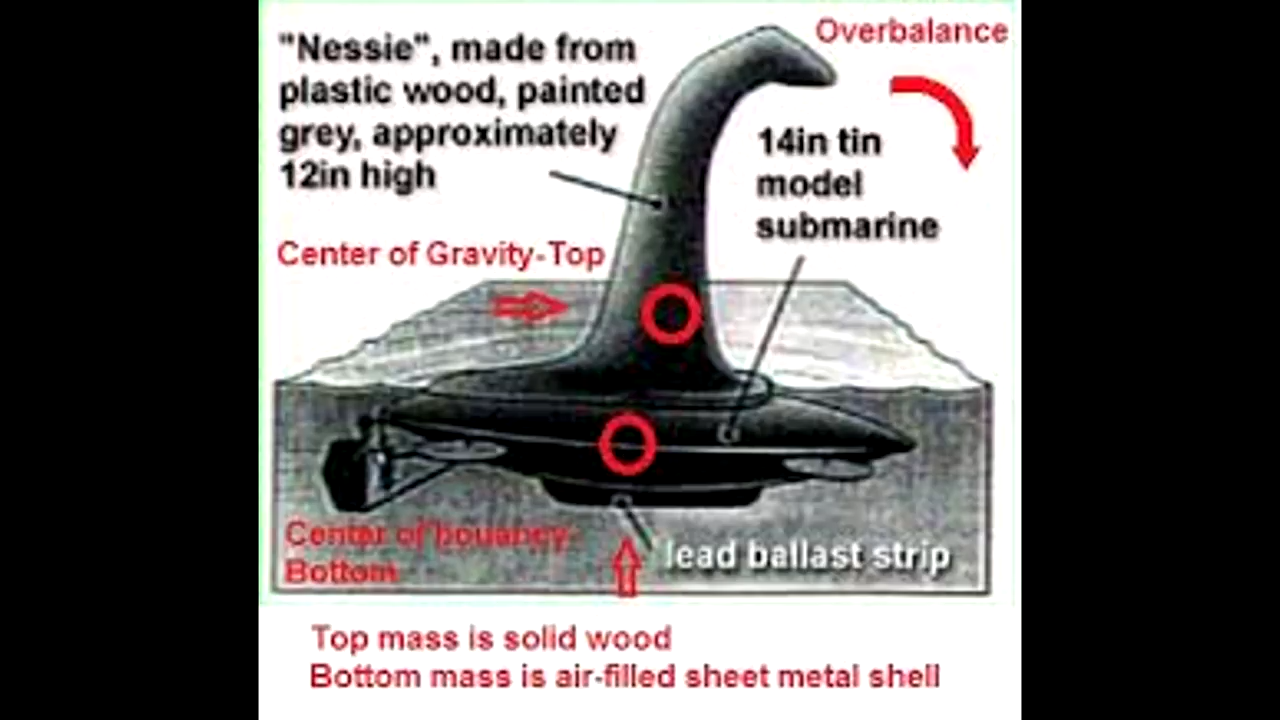 "Nessie", made from
plastic wood, painted
grey, approximately
12in high
Overbalance
14in tin
model
submarine
Center of Gravity-Top
Center of bouancy-
Bottom
lead ballast strip
Top mass is solid wood
Bottom mass is air-filled sheet metal shell